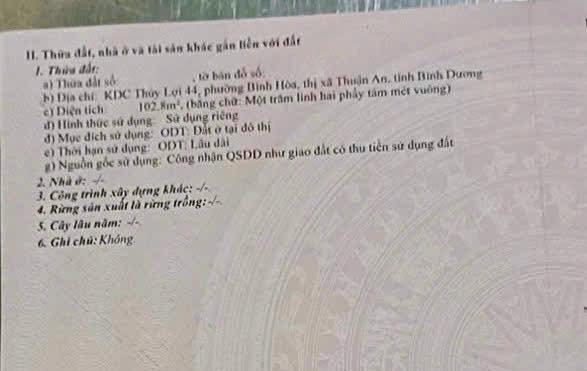 II. Thửa đất, nhà ở và tài sản khác gắn liền với đất
1. Thửa đất:
a) Thửa đất số: , tờ bản đồ số:
b) Địa chỉ: KDC Thủy Lợi 44, phường Bình Hòa, thị xã Thuận An, tỉnh Bình Dương
c) Diện tích: 102.8m², (bằng chữ: Một trăm linh hai phẩy tám mét vuông)
d) Hình thức sử dụng: Sử dụng riêng
đ) Mục đích sử dụng: ODT: Đất ở tại đô thị
e) Thời hạn sử dụng: ODT: Lâu dài
g) Nguồn gốc sử dụng: Công nhận QSDĐ như giao đất có thu tiền sử dụng đất
2. Nhà ở: -/-
3. Công trình xây dựng khác: -/-
4. Rừng sản xuất là rừng trồng: -/-
5. Cây lâu năm: -/-
6. Ghi chú: Không